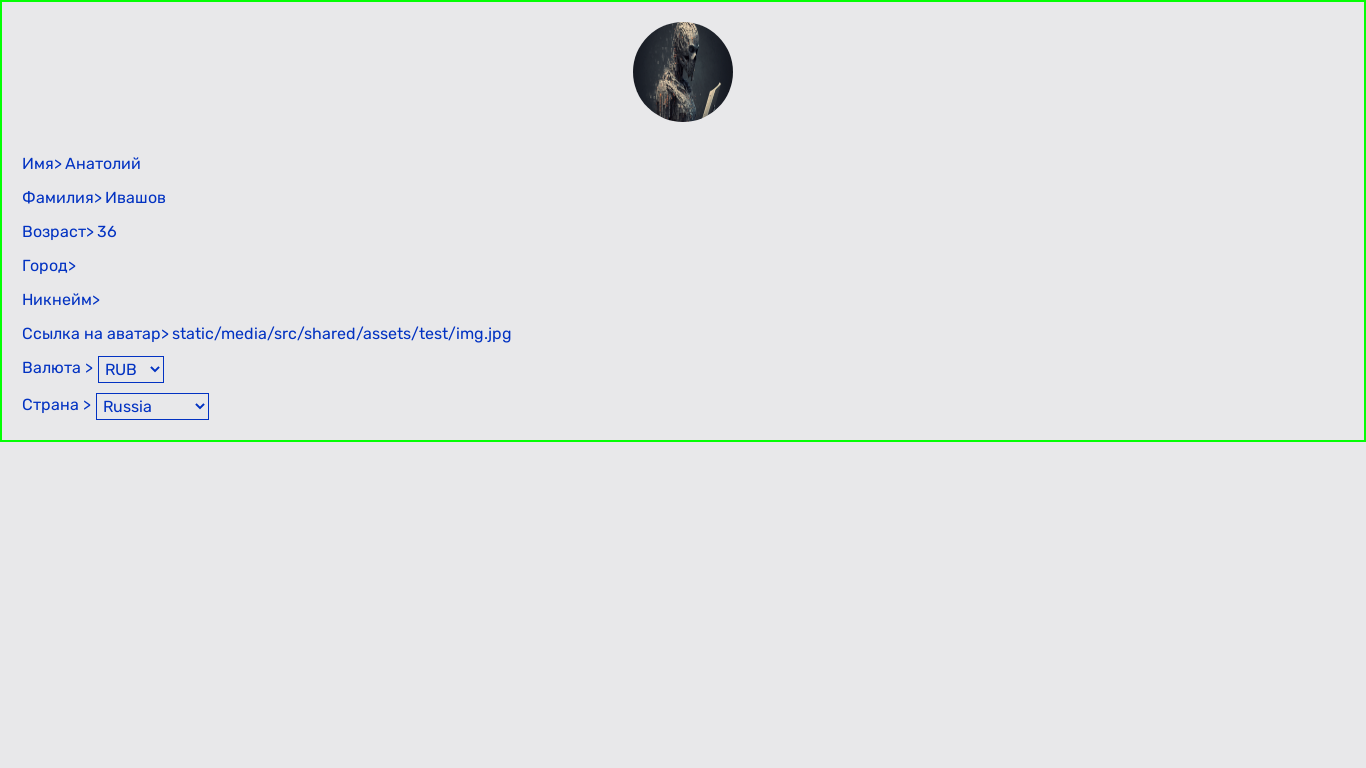 Имя> Анатолий
Фамилия> Ивашов
Возраст> 36
Город>
Никнейм>
Ссылка на аватар> static/media/src/shared/assets/test/img.jpg
Валюта > RUB
Страна > Russia